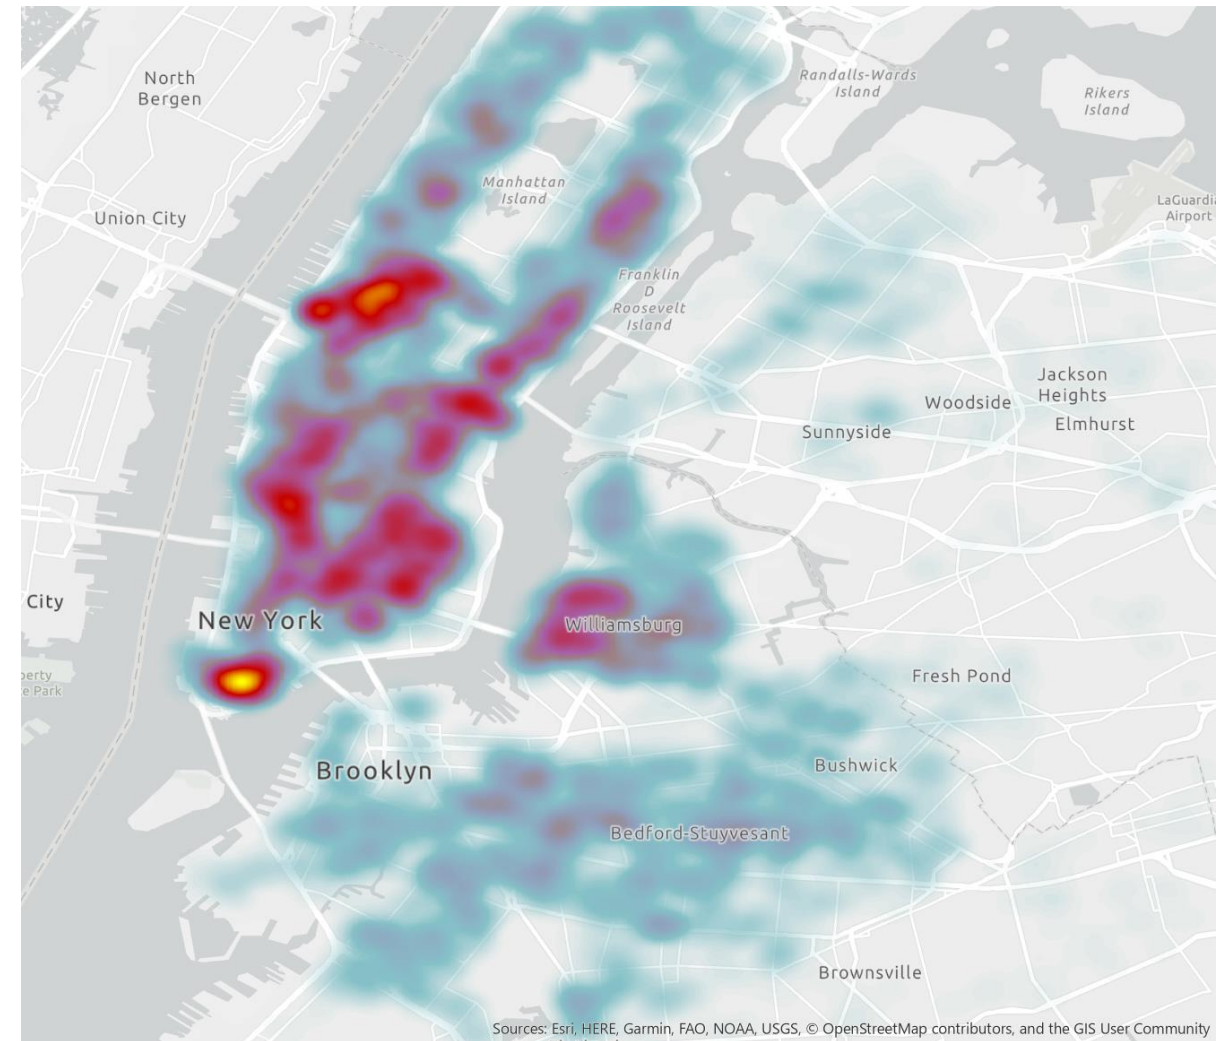 North
Bergen
Randalls-Wards
Island
Rikers
Island
Manhattan
Island
Union City
LaGuardia
Airport
Franklin
D
Roosevelt
Island
Jackson
Heights
Woodside
Elmhurst
Sunnyside
City
New York
Williamsburg
Fresh Pond
Brooklyn
Bushwick
Bedford-Stuyvesant
Brownsville
Sources: Esri, HERE, Garmin, FAO, NOAA, USGS, © OpenStreetMap contributors, and the GIS User Community